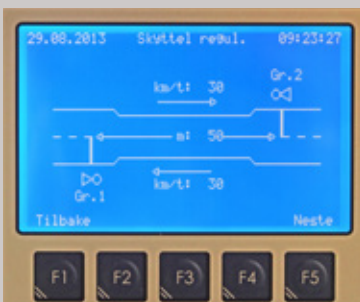 29.08.2013 Skyttel regul. 09:23:27
Gr.2
km/t: 30
m: 50
km/t: 30
Gr.1
Tilbake Neste
F1 F2 F3 F4 F5